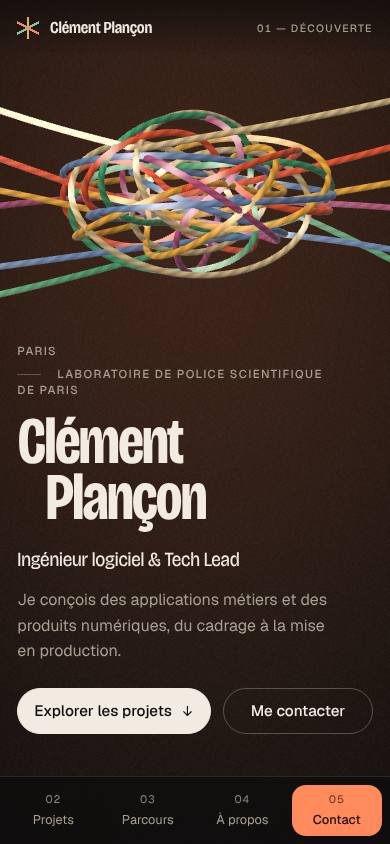 Clément Plançon
01 — DÉCOUVERTE
PARIS
— LABORATOIRE DE POLICE SCIENTIFIQUE
DE PARIS
Clément
Plançon
Ingénieur logiciel & Tech Lead
Je conçois des applications métiers et des
produits numériques, du cadrage à la mise
en production.
Explorer les projets ↓
Me contacter
02
Projets
03
Parcours
04
À propos
05
Contact